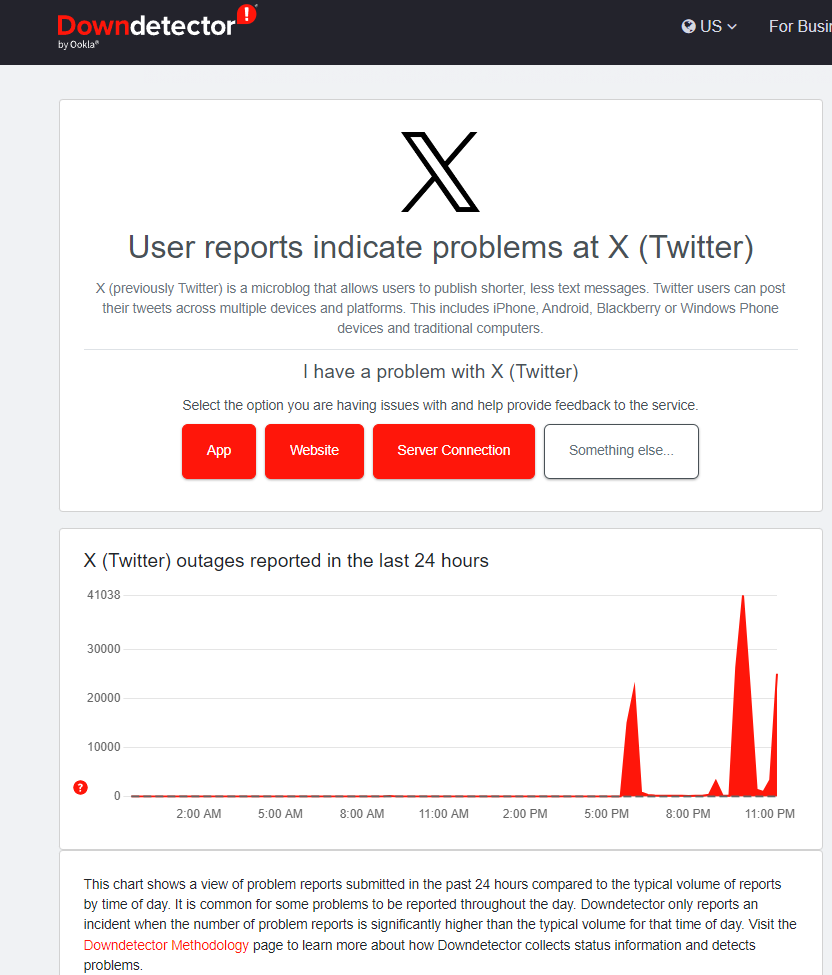 Downdetector
by Ookla®
US
For Busin
User reports indicate problems at X (Twitter)
X (previously Twitter) is a microblog that allows users to publish shorter, less text messages. Twitter users can post
their tweets across multiple devices and platforms. This includes iPhone, Android, Blackberry or Windows Phone
devices and traditional computers.
I have a problem with X (Twitter)
Select the option you are having issues with and help provide feedback to the service.
App
Website
Server Connection
Something else...
X (Twitter) outages reported in the last 24 hours
41038
30000
20000
10000
0
2:00 AM
5:00 AM
8:00 AM
11:00 AM
2:00 PM
5:00 PM
8:00 PM
11:00 PM
This chart shows a view of problem reports submitted in the past 24 hours compared to the typical volume of reports
by time of day. It is common for some problems to be reported throughout the day. Downdetector only reports an
incident when the number of problem reports is significantly higher than the typical volume for that time of day. Visit the
Downdetector Methodology page to learn more about how Downdetector collects status information and detects
problems.